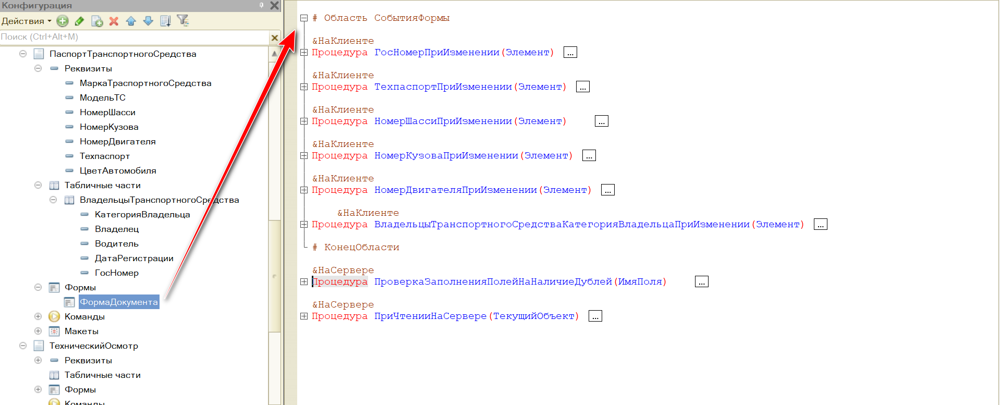 Конфигурация
Действия
Поиск (Ctrl+Alt+M)
ПаспортТранспортногоСредства
Реквизиты
МаркаТраспортногоСредства
МодельТС
НомерШасси
НомерКузова
НомерДвигателя
Техпаспорт
ЦветАвтомобиля
Табличные части
ВладельцыТранспортногоСредства
КатегорияВладельца
Владелец
Водитель
ДатаРегистрации
ГосНомер
Формы
ФормаДокумента
Команды
Макеты
ТехническийОсмотр
Реквизиты
Табличные части
Формы
Команды
# Область СобытияФормы
&НаКлиенте
Процедура ГосНомерПриИзменении(Элемент) ...
&НаКлиенте
Процедура ТехпаспортПриИзменении(Элемент) ...
&НаКлиенте
Процедура НомерШассиПриИзменении(Элемент) ...
&НаКлиенте
Процедура НомерКузоваПриИзменении(Элемент) ...
&НаКлиенте
Процедура НомерДвигателяПриИзменении(Элемент) ...
&НаКлиенте
Процедура ВладельцыТранспортногоСредстваКатегорияВладельцаПриИзменении(Элемент) ...
# КонецОбласти
&НаСервере
Процедура ПроверкаЗаполненияПолейНаНаличиеДублей(ИмяПоля) ...
&НаСервере
Процедура ПриЧтенииНаСервере(ТекущийОбъект) ...